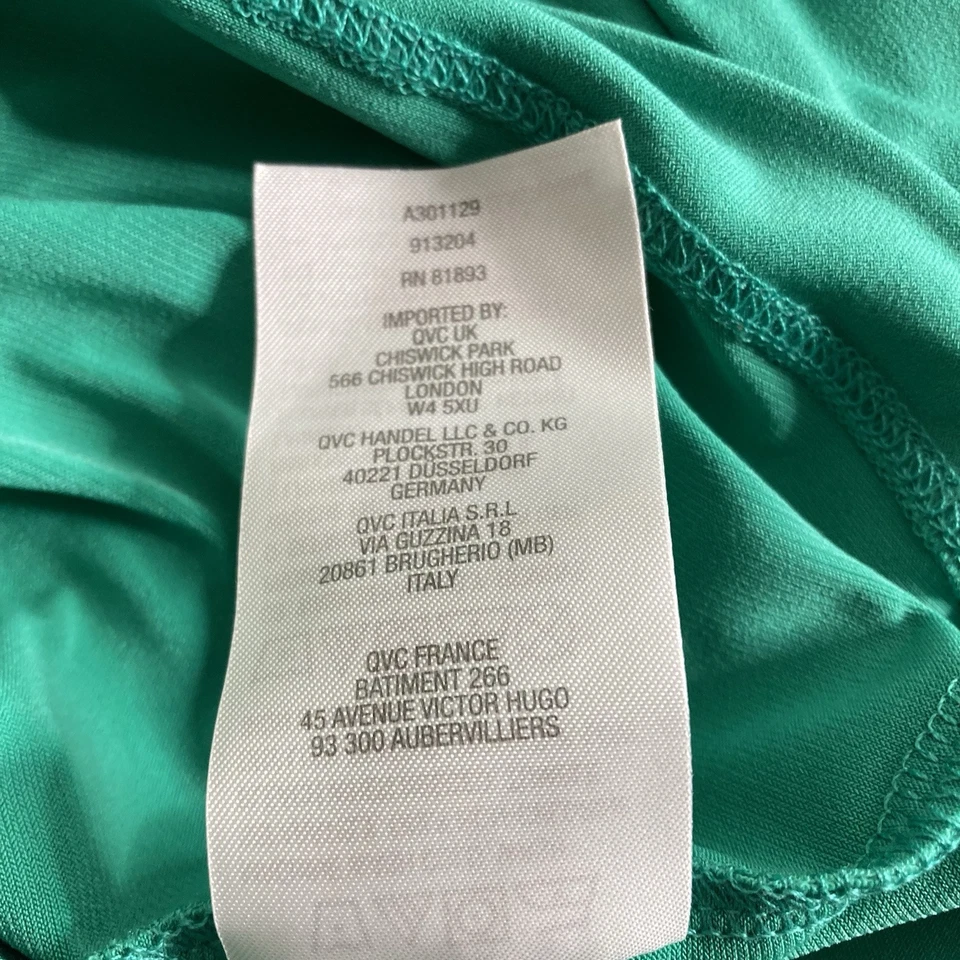 A301129
913204
RN 81893
IMPORTED BY:
QVC UK
CHISWICK PARK
566 CHISWICK HIGH ROAD
LONDON
W4 5XU
QVC HANDEL LLC & CO. KG
PLOCKSTR. 30
40221 DÜSSELDORF
GERMANY
QVC ITALIA S.R.L
VIA GUZZINA 18
20861 BRUGHERIO (MB)
ITALY
QVC FRANCE
BATIMENT 266
45 AVENUE VICTOR HUGO
93 300 AUBERVILLIERS